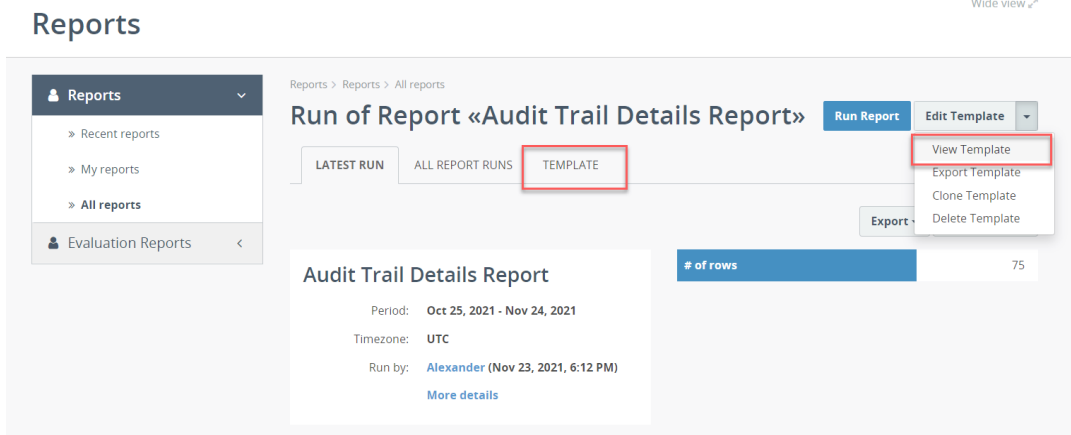 Wide view
Reports
Reports
» Recent reports
» My reports
» All reports
Evaluation Reports
Reports > Reports > All reports
Run of Report «Audit Trail Details Report»
Run Report
Edit Template
View Template
Export Template
Clone Template
Delete Template
LATEST RUN
ALL REPORT RUNS
TEMPLATE
Export
Audit Trail Details Report
Period: Oct 25, 2021 - Nov 24, 2021
Timezone: UTC
Run by: Alexander (Nov 23, 2021, 6:12 PM)
More details
# of rows 75